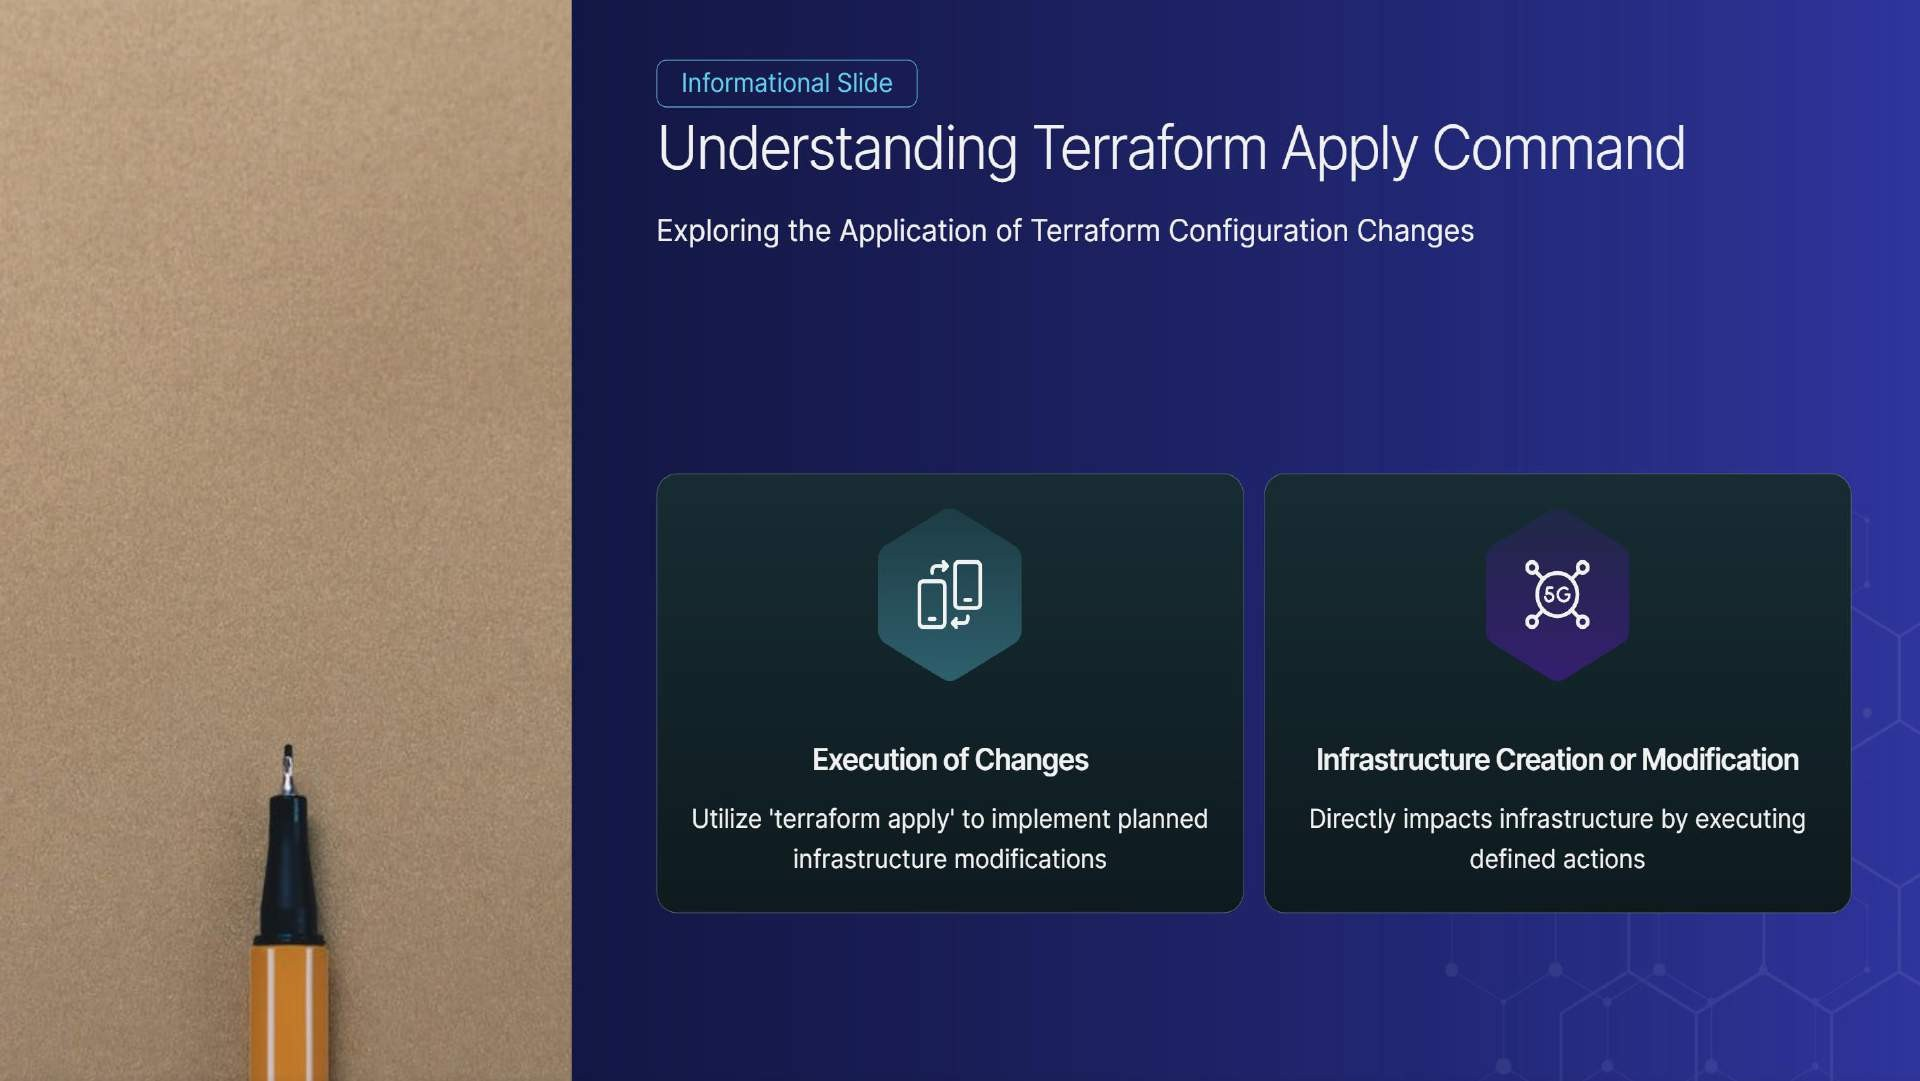 Informational Slide
Understanding Terraform Apply Command
Exploring the Application of Terraform Configuration Changes
5G
Execution of Changes
Utilize 'terraform apply' to implement planned
infrastructure modifications
Infrastructure Creation or Modification
Directly impacts infrastructure by executing
defined actions